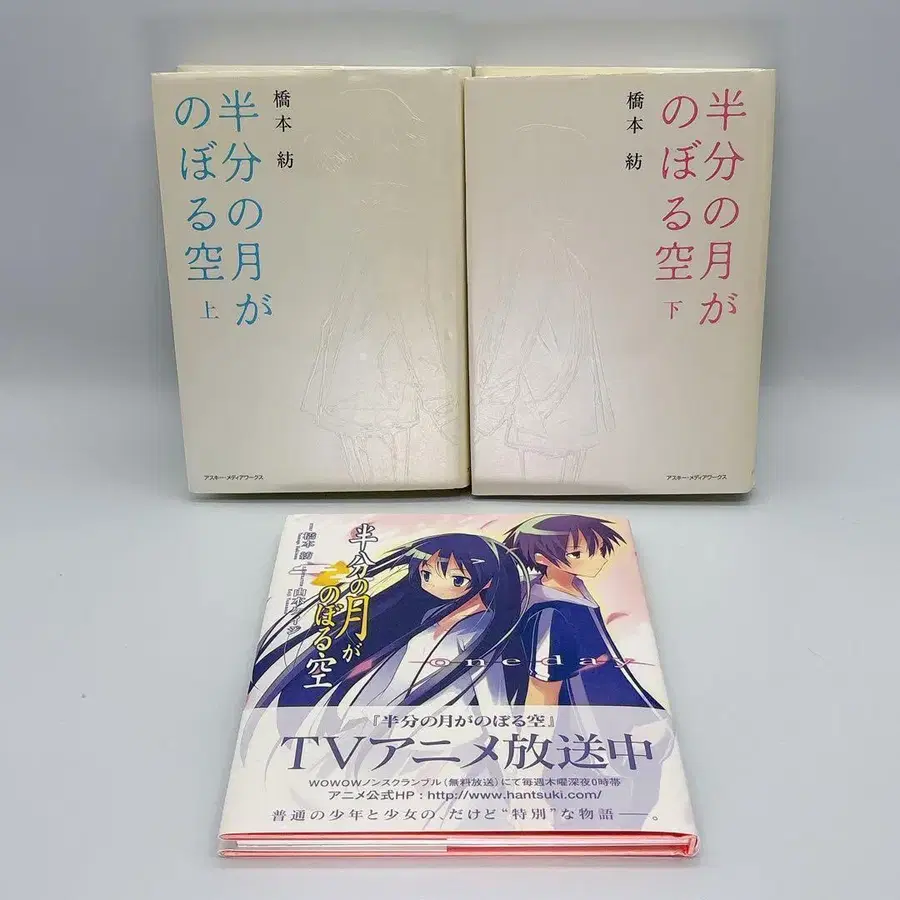 半分の月が
のぼる空
上
橋本 紡
アスキー・メディアワークス
半分の月が
のぼる空
下
橋本 紡
アスキー・メディアワークス
半分の月が
のぼる空
橋本 紡
one day
『半分の月がのぼる空』
TVアニメ放送中
WOWOWノンスクランブル(無料放送)にて毎週木曜深夜0時帯
アニメ公式HP:http://www.hantsuki.com/
普通の少年と少女の、だけど“特別”な物語――。